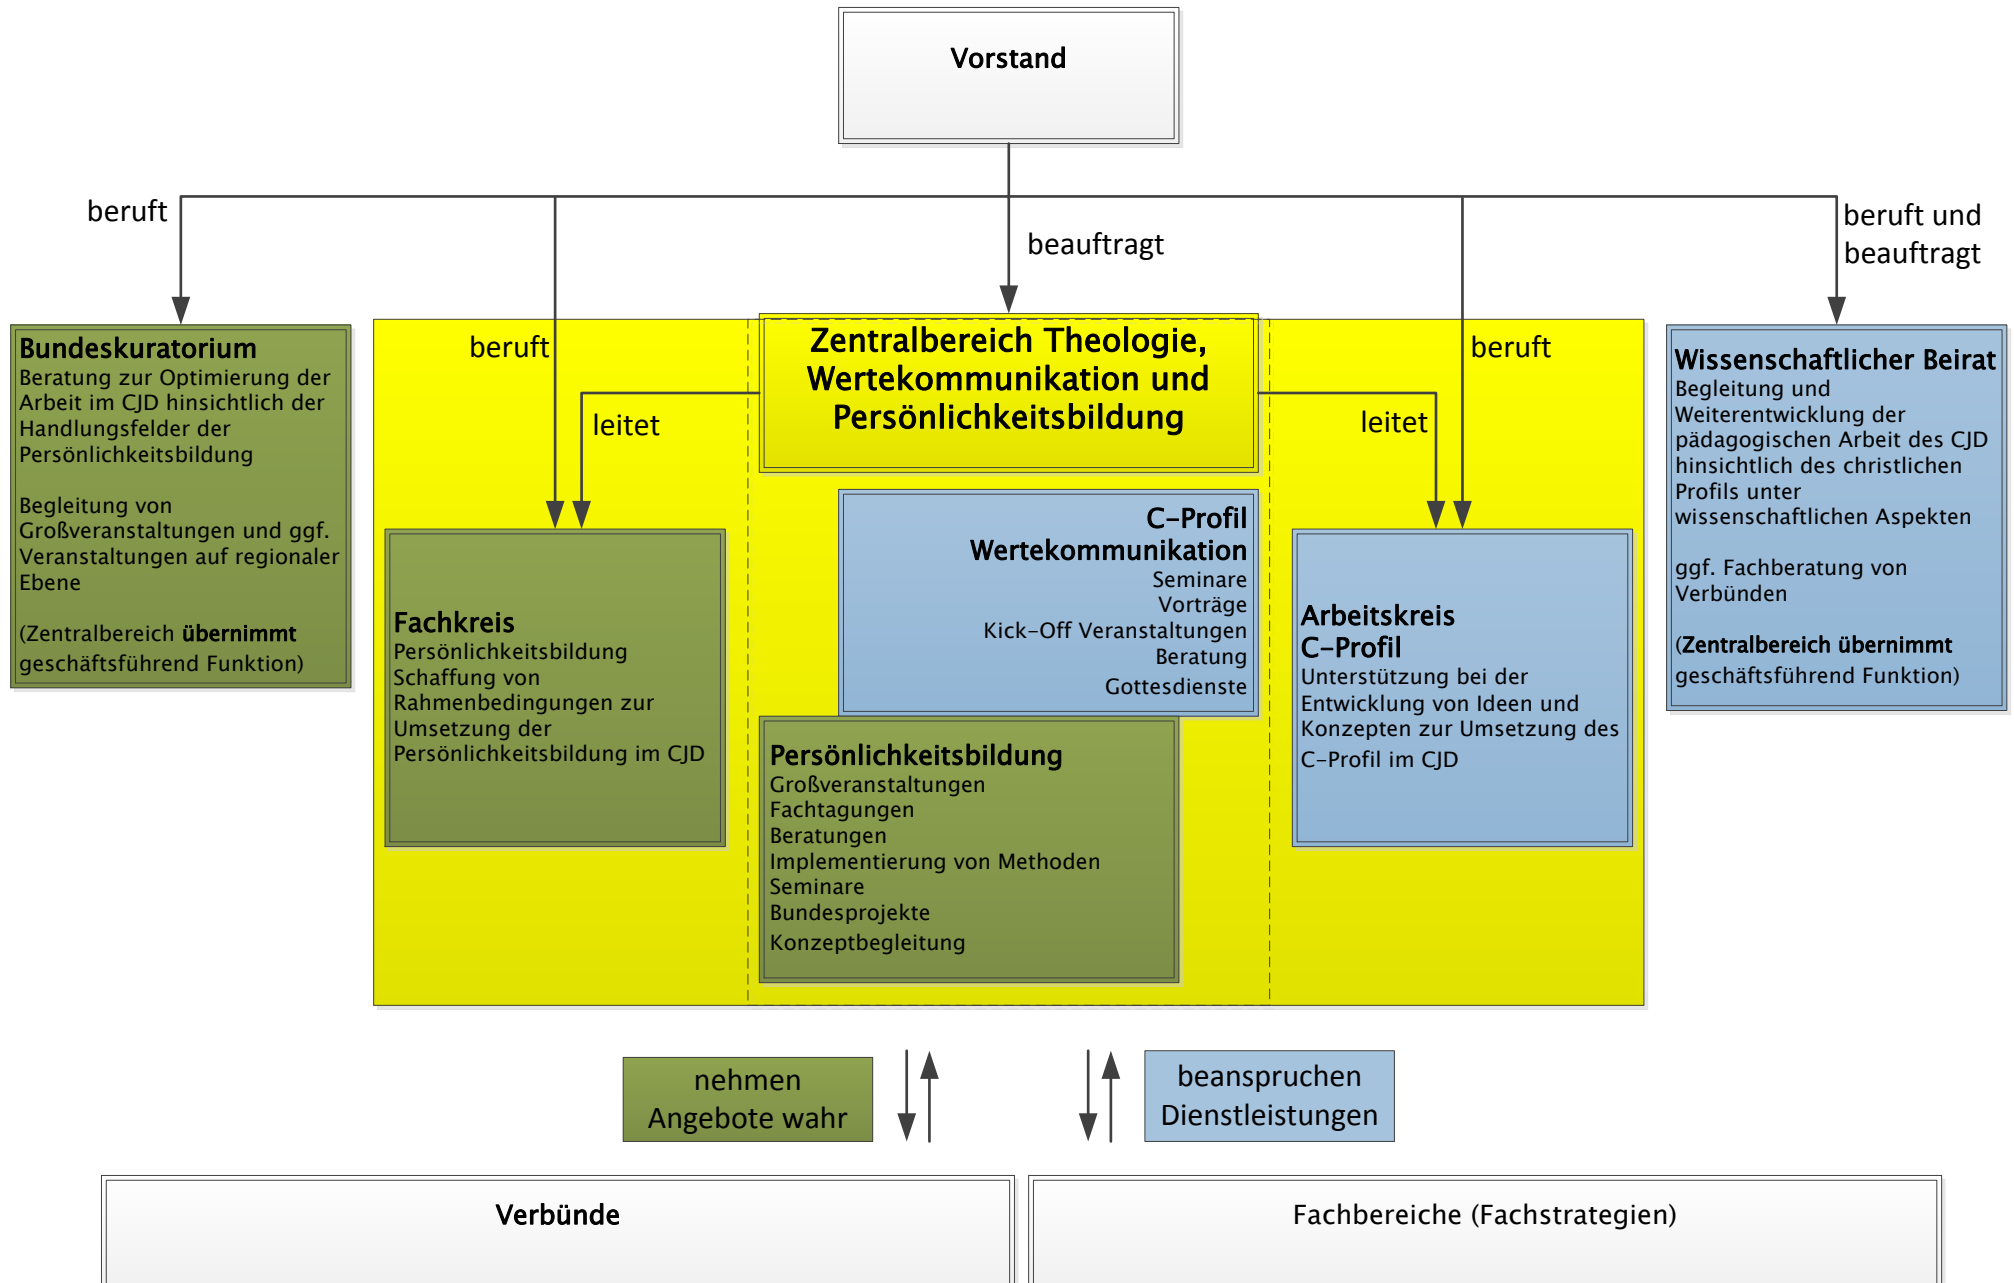 Vorstand
beruft
beauftragt
beruft und
beauftragt
Bundeskuratorium
Beratung zur Optimierung der
Arbeit im CJD hinsichtlich der
Handlungsfelder der
Persönlichkeitsbildung
Begleitung von
Großveranstaltungen und ggf.
Veranstaltungen auf regionaler
Ebene
(Zentralbereich übernimmt
geschäftsführend Funktion)
beruft
leitet
Zentralbereich Theologie,
Wertekommunikation und
Persönlichkeitsbildung
leitet
beruft
Fachkreis
Persönlichkeitsbildung
Schaffung von
Rahmenbedingungen zur
Umsetzung der
Persönlichkeitsbildung im CJD
C-Profil
Wertekommunikation
Seminare
Vorträge
Kick-Off Veranstaltungen
Beratung
Gottesdienste
Persönlichkeitsbildung
Großveranstaltungen
Fachtagungen
Beratungen
Implementierung von Methoden
Seminare
Bundesprojekte
Konzeptbegleitung
Arbeitskreis
C-Profil
Unterstützung bei der
Entwicklung von Ideen und
Konzepten zur Umsetzung des
C-Profil im CJD
Wissenschaftlicher Beirat
Begleitung und
Weiterentwicklung der
pädagogischen Arbeit des CJD
hinsichtlich des christlichen
Profils unter
wissenschaftlichen Aspekten
ggf. Fachberatung von
Verbünden
(Zentralbereich übernimmt
geschäftsführend Funktion)
nehmen
Angebote wahr
beanspruchen
Dienstleistungen
Verbünde
Fachbereiche (Fachstrategien)